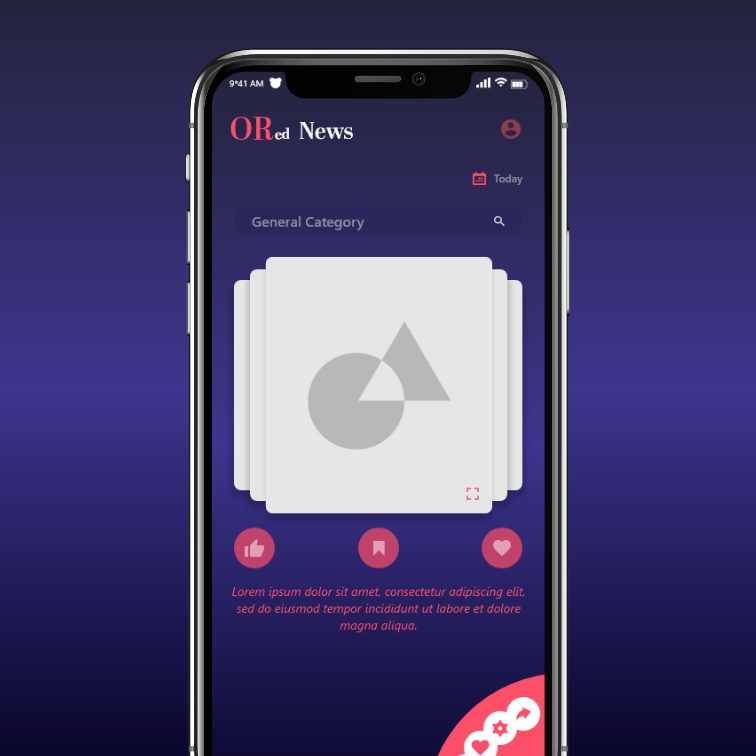 9:41 AM
ORed News
Today
General Category
Lorem ipsum dolor sit amet, consectetur adipiscing elit,
sed do eiusmod tempor incididunt ut labore et dolore
magna aliqua.